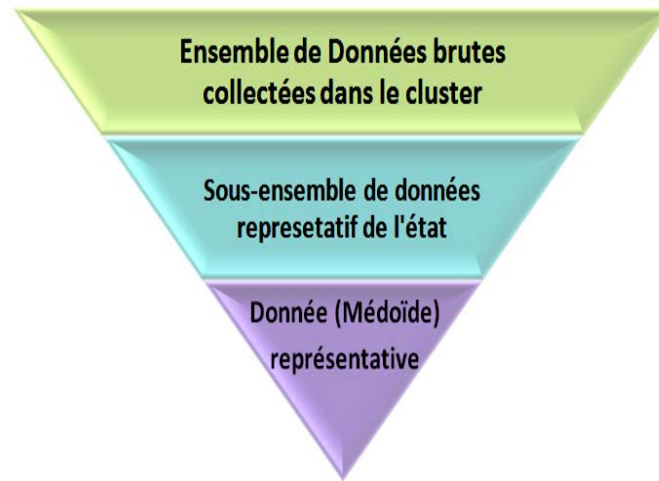 Ensemble de Données brutes
collectées dans le cluster
Sous-ensemble de données
represetatif de l'état
Donnée (Médoïde)
représentative